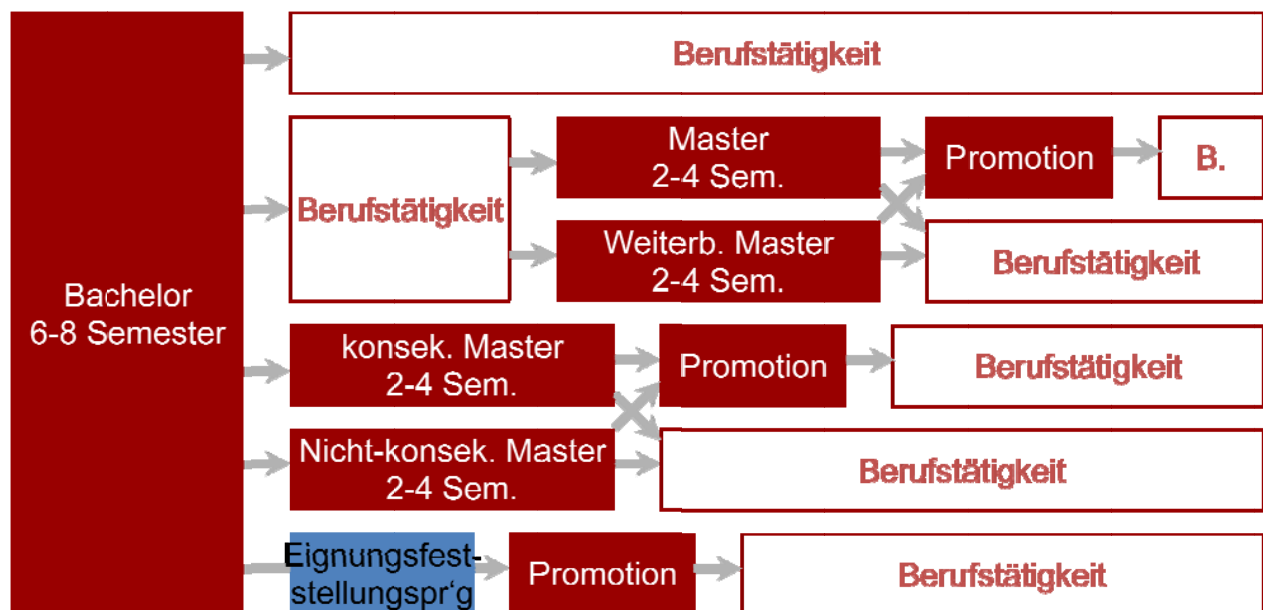 Bachelor
6-8 Semester
Berufstätigkeit
Berufstätigkeit
Master
2-4 Sem.
Promotion
B.
Weiterb. Master
2-4 Sem.
Berufstätigkeit
konsek. Master
2-4 Sem.
Promotion
Berufstätigkeit
Nicht-konsek. Master
2-4 Sem.
Berufstätigkeit
Eignungsfest-
stellungspr‘g
Promotion
Berufstätigkeit